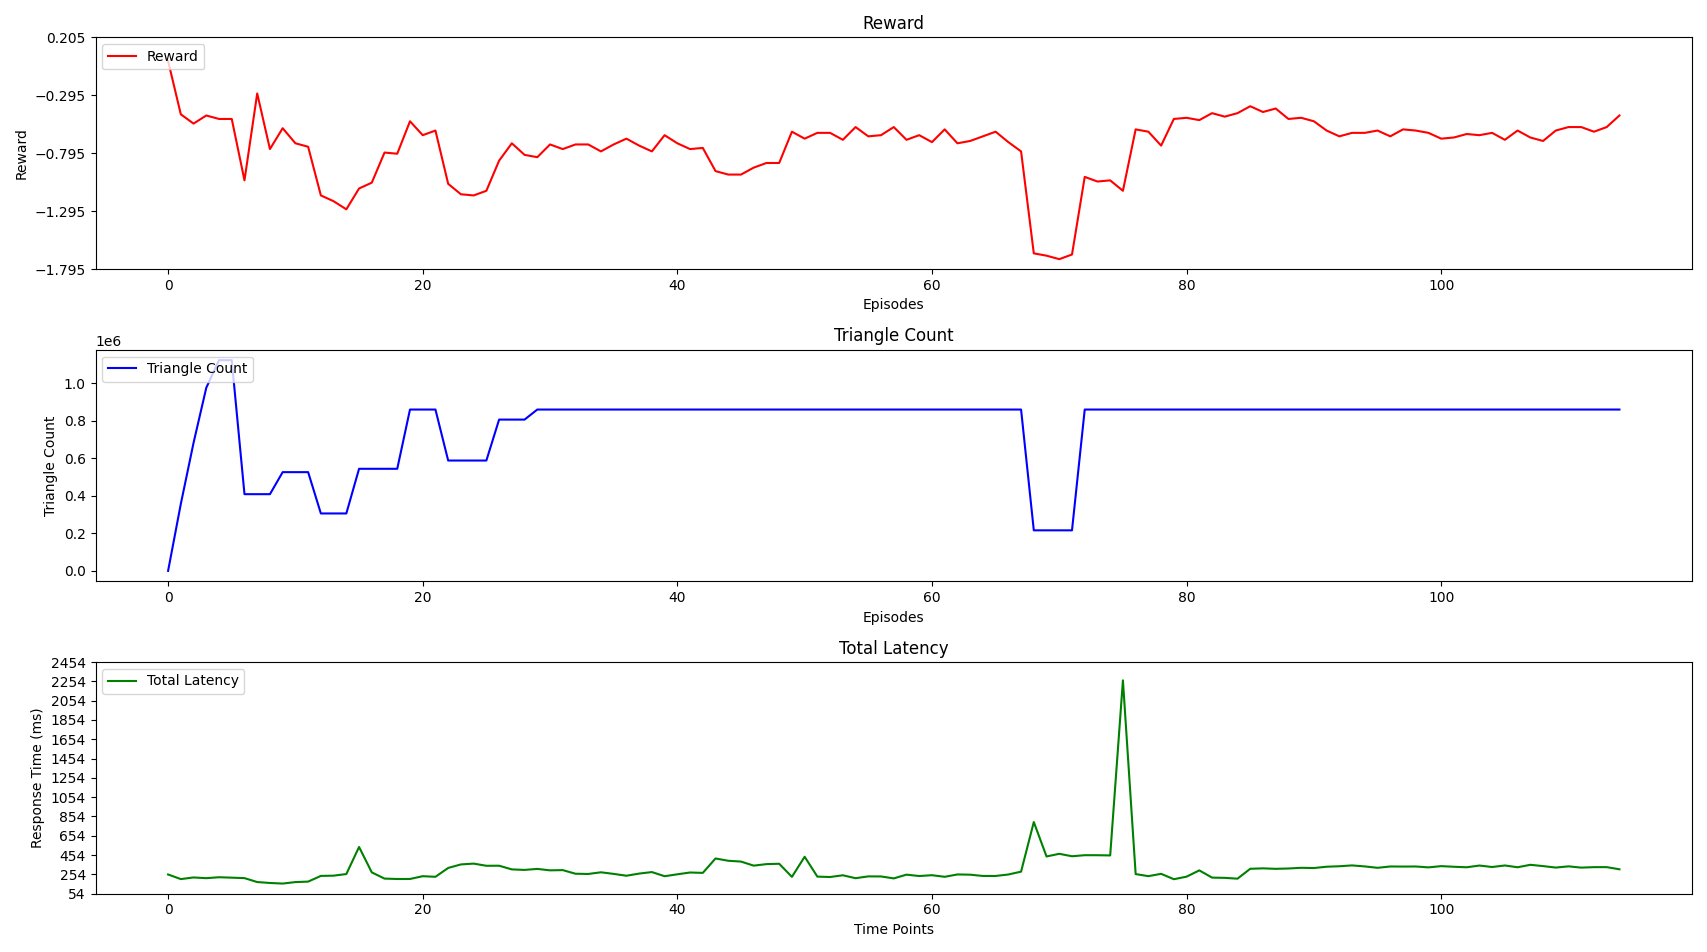 Reward
0.205
−0.295
−0.795
−1.295
−1.795
Reward
Reward
0 20 40 60 80 100
Episodes
Triangle Count
1e6
1.0
0.8
0.6
0.4
0.2
0.0
Triangle Count
Triangle Count
0 20 40 60 80 100
Episodes
Total Latency
2454
2254
2054
1854
1654
1454
1254
1054
854
654
454
254
54
Response Time (ms)
Total Latency
0 20 40 60 80 100
Time Points